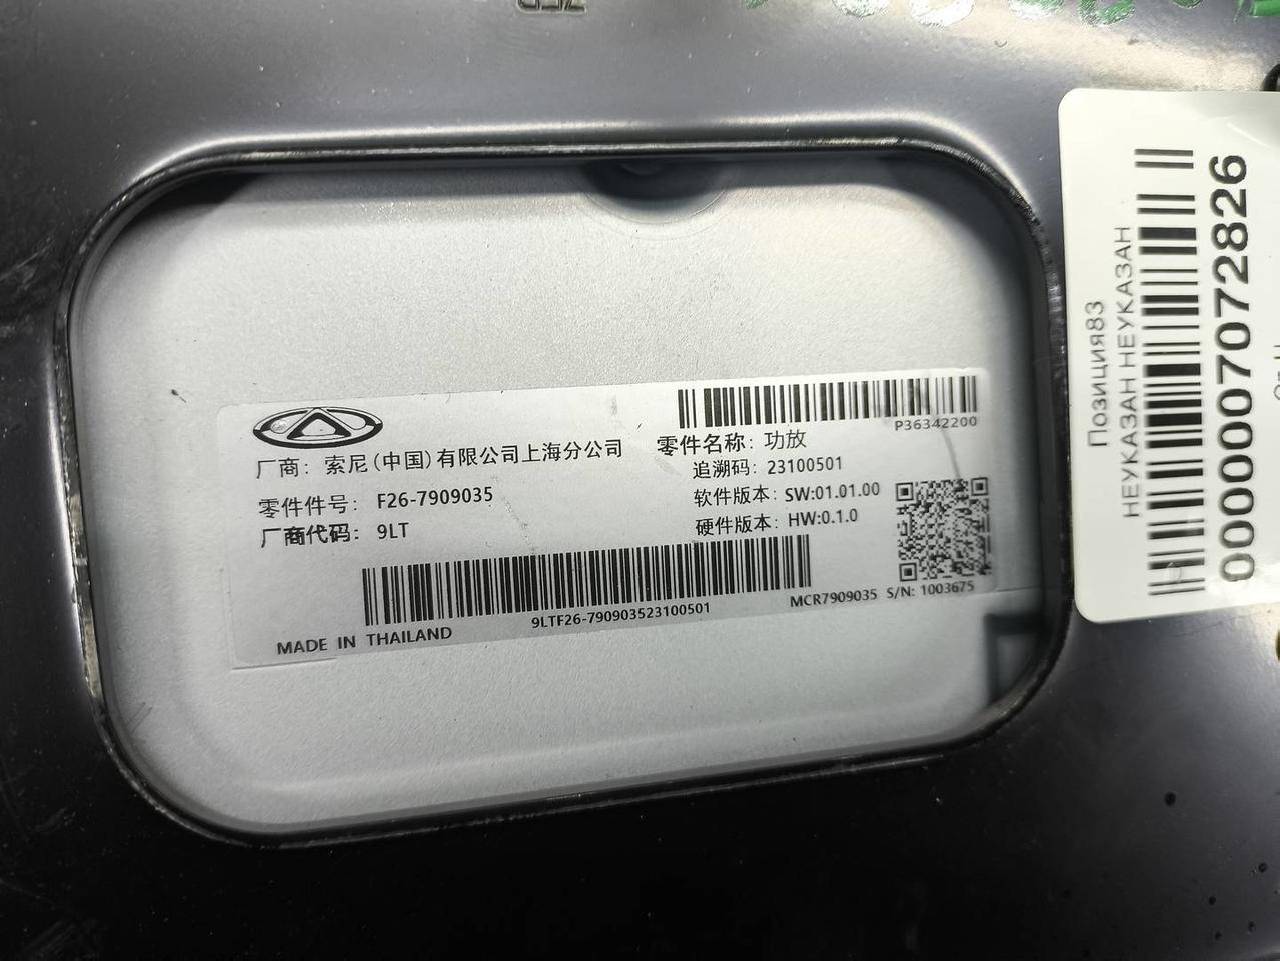 P36342200
厂商: 索尼(中国)有限公司上海分公司
零件名称: 功放
追溯码: 23100501
零件件号: F26-7909035
软件版本: SW:01.01.00
厂商代码: 9LT
硬件版本: HW:0.1.0
9LTF26-790903523100501
MCR7909035 S/N: 1003675
MADE IN THAILAND
Позиция83
НЕУКАЗАН НЕУКАЗАН
0000007072826